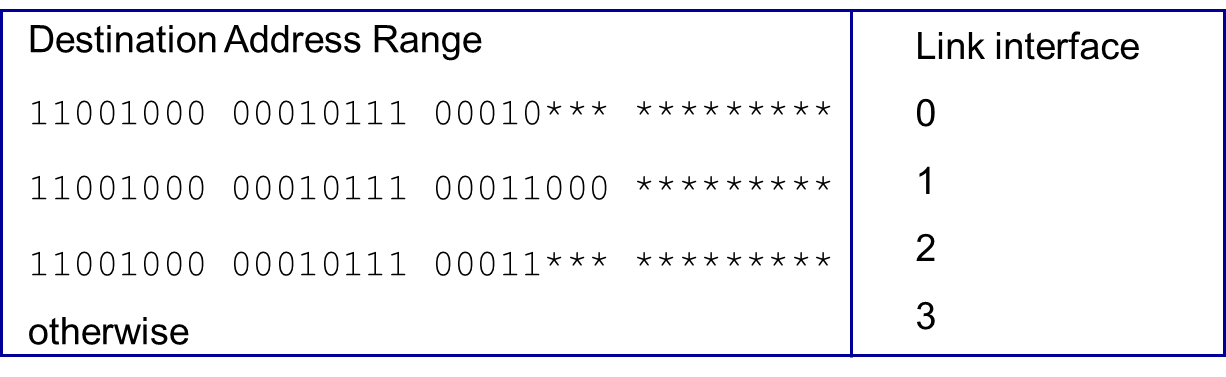 Destination Address Range Link interface
11001000 00010111 00010*** ********* 0
11001000 00010111 00011000 ********* 1
11001000 00010111 00011*** ********* 2
otherwise 3